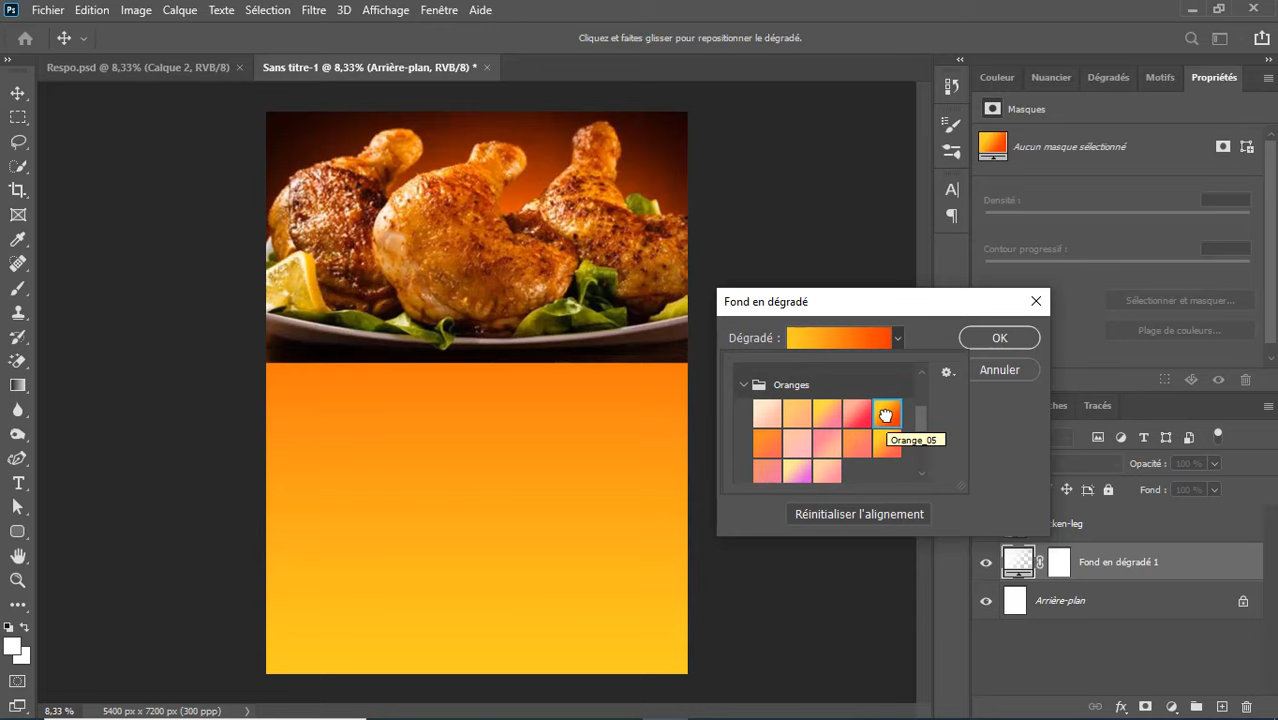 Ps Fichier Edition Image Calque Texte Sélection Filtre 3D Affichage Fenêtre Aide
Cliquez et faites glisser pour repositionner le dégradé.
Respo.psd @ 8,33% (Calque 2, RVB/8) × Sans titre-1 @ 8,33% (Arrière-plan, RVB/8) * ×
Couleur Nuancier Dégradés Motifs Propriétés
Masques
Aucun masque sélectionné
Densité :
Contour progressif :
Sélectionner et masquer...
Plage de couleurs...
Fond en dégradé
Dégradé :
OK
Annuler
Oranges
Orange_05
Réinitialiser l'alignement
Tracés
Opacité : 100 %
Fond : 100 %
cken-leg
Fond en dégradé 1
Arrière-plan
8,33 % 5400 px x 7200 px (300 ppp)